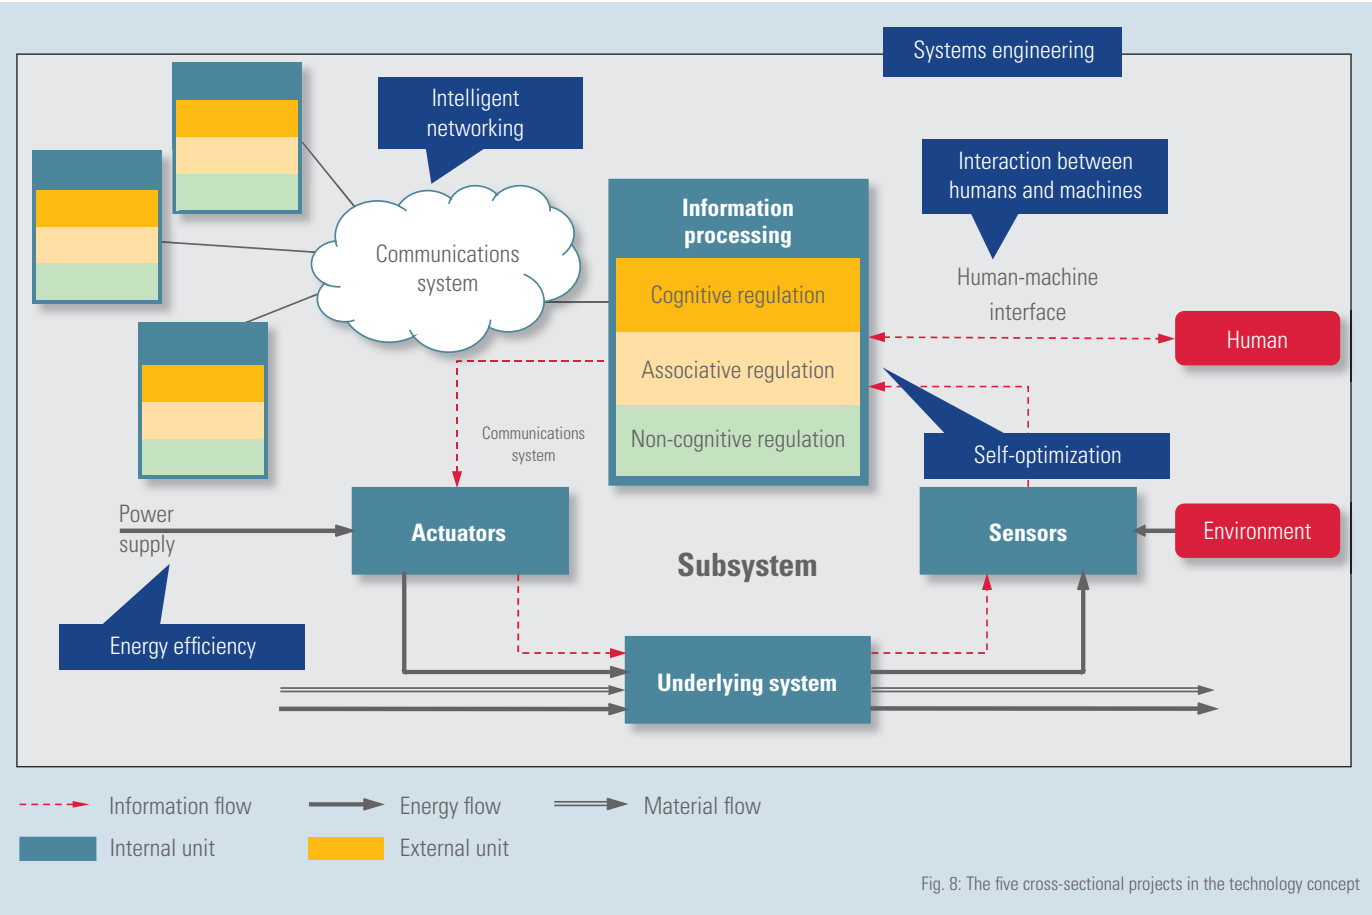 Systems engineering
Intelligent
networking
Interaction between
humans and machines
Information
processing
Communications
system
Cognitive regulation
Human-machine
interface
Human
Associative regulation
Communications
system
Non-cognitive regulation
Self-optimization
Power
supply
Actuators
Sensors
Environment
Subsystem
Energy efficiency
Underlying system
Information flow
Energy flow
Material flow
Internal unit
External unit
Fig. 8: The five cross-sectional projects in the technology concept